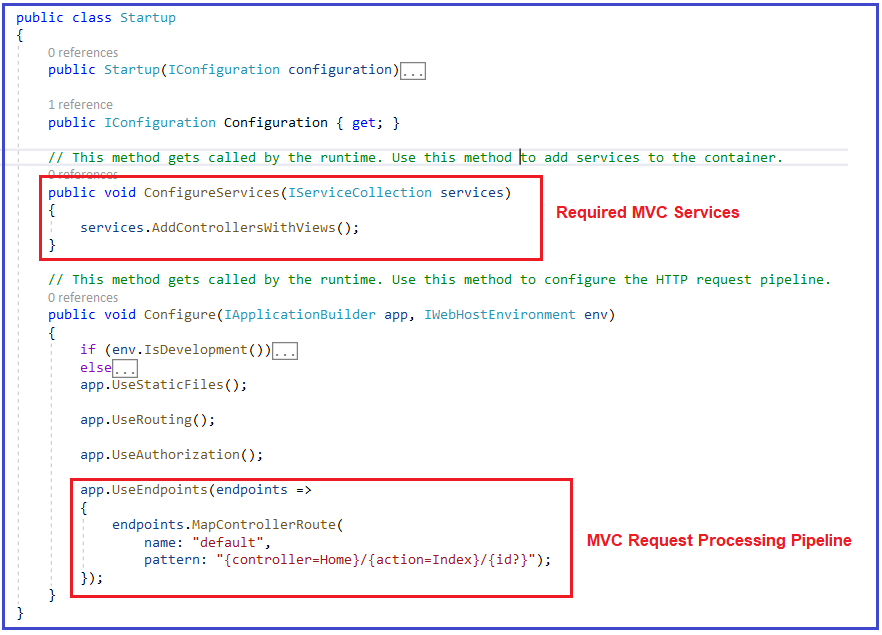 public class Startup
{
0 references
public Startup(IConfiguration configuration)...
1 reference
public IConfiguration Configuration { get; }
// This method gets called by the runtime. Use this method to add services to the container.
0 references
public void ConfigureServices(IServiceCollection services)
{
services.AddControllersWithViews();
}
Required MVC Services
// This method gets called by the runtime. Use this method to configure the HTTP request pipeline.
0 references
public void Configure(IApplicationBuilder app, IWebHostEnvironment env)
{
if (env.IsDevelopment())...
else...
app.UseStaticFiles();
app.UseRouting();
app.UseAuthorization();
app.UseEndpoints(endpoints =>
{
endpoints.MapControllerRoute(
name: "default",
pattern: "{controller=Home}/{action=Index}/{id?}");
});
MVC Request Processing Pipeline
}
}